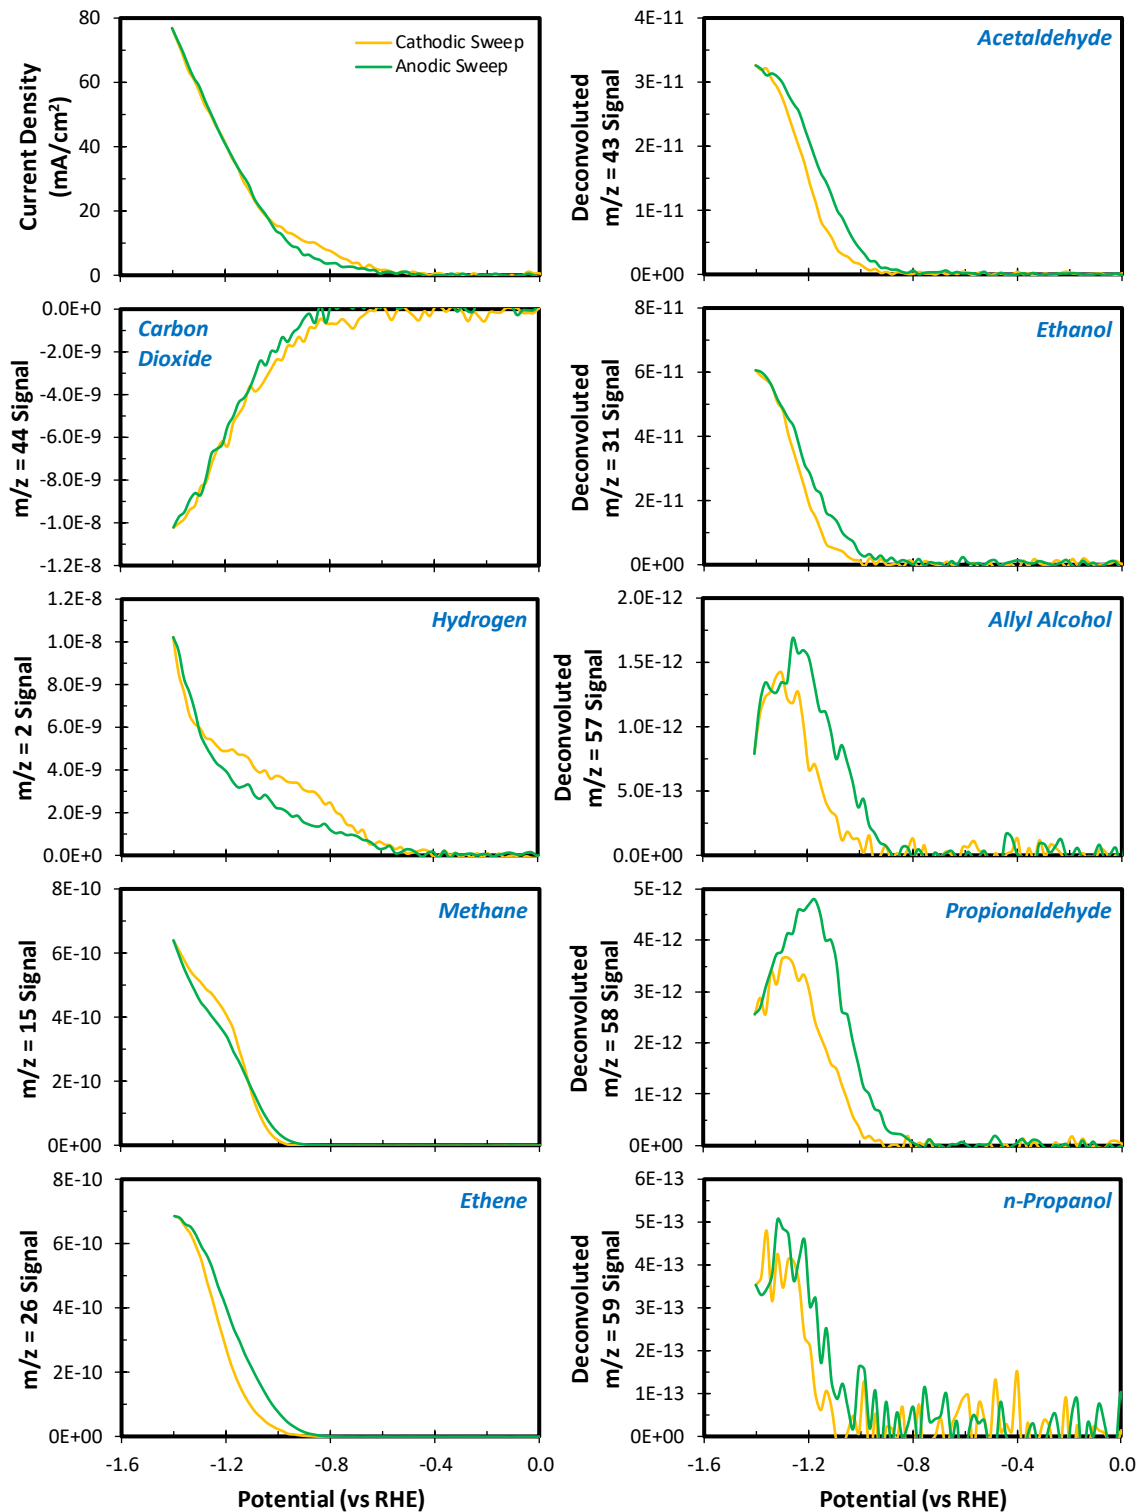 80
60
40
20
0
Current Density
(mA/cm²)
Cathodic Sweep
Anodic Sweep
4E-11
3E-11
2E-11
1E-11
0E+00
Deconvoluted
m/z = 43 Signal
Acetaldehyde
0.0E+0
-2.0E-9
-4.0E-9
-6.0E-9
-8.0E-9
-1.0E-8
-1.2E-8
m/z = 44 Signal
Carbon
Dioxide
8E-11
6E-11
4E-11
2E-11
0E+00
Deconvoluted
m/z = 31 Signal
Ethanol
1.2E-8
1.0E-8
8.0E-9
6.0E-9
4.0E-9
2.0E-9
0.0E+0
m/z = 2 Signal
Hydrogen
2.0E-12
1.5E-12
1.0E-12
5.0E-13
0.0E+00
Deconvoluted
m/z = 57 Signal
Allyl Alcohol
8E-10
6E-10
4E-10
2E-10
0E+00
m/z = 15 Signal
Methane
5E-12
4E-12
3E-12
2E-12
1E-12
0E+00
Deconvoluted
m/z = 58 Signal
Propionaldehyde
8E-10
6E-10
4E-10
2E-10
0E+00
m/z = 26 Signal
Ethene
-1.6 -1.2 -0.8 -0.4 0.0
Potential (vs RHE)
6E-13
5E-13
4E-13
3E-13
2E-13
1E-13
0E+00
Deconvoluted
m/z = 59 Signal
n-Propanol
-1.6 -1.2 -0.8 -0.4 0.0
Potential (vs RHE)